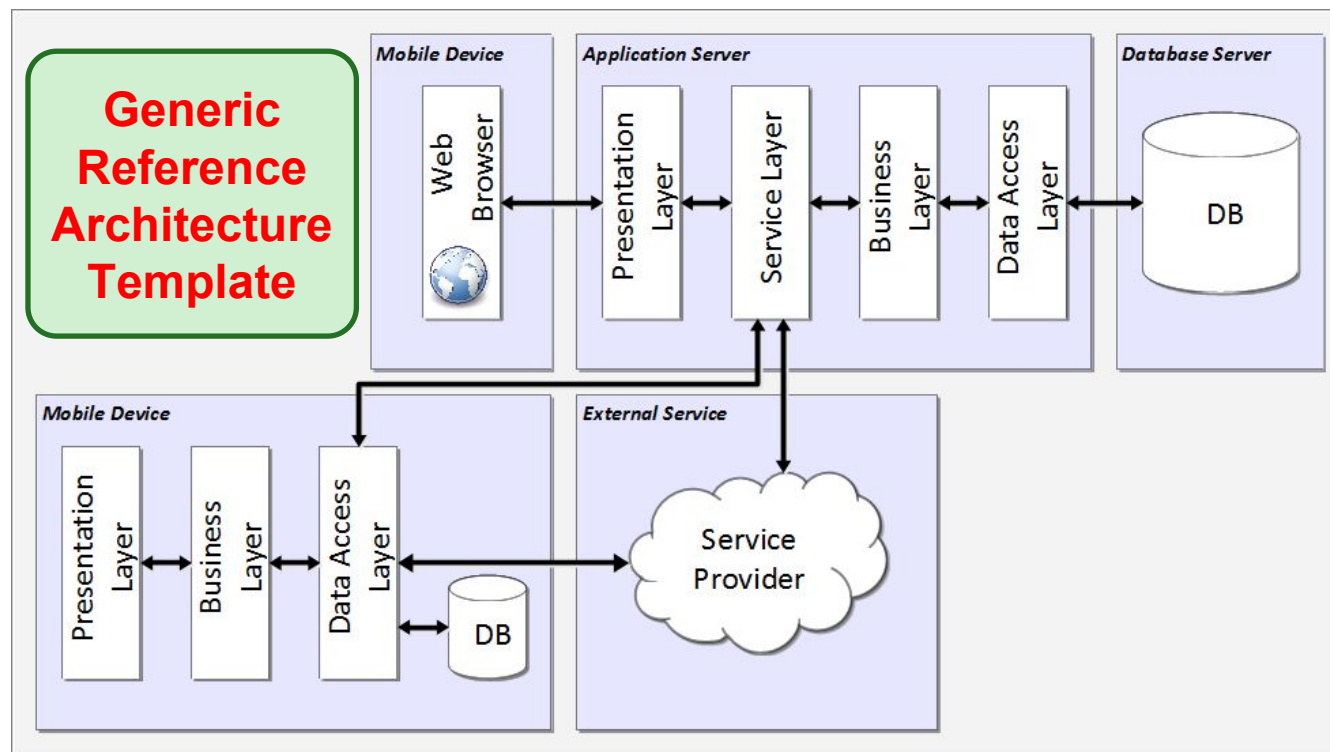 Generic
Reference
Architecture
Template
Mobile Device
Web
Browser
Application Server
Presentation
Layer
Service Layer
Business
Layer
Data Access
Layer
Database Server
DB
Mobile Device
Presentation
Layer
Business
Layer
Data Access
Layer
DB
External Service
Service
Provider